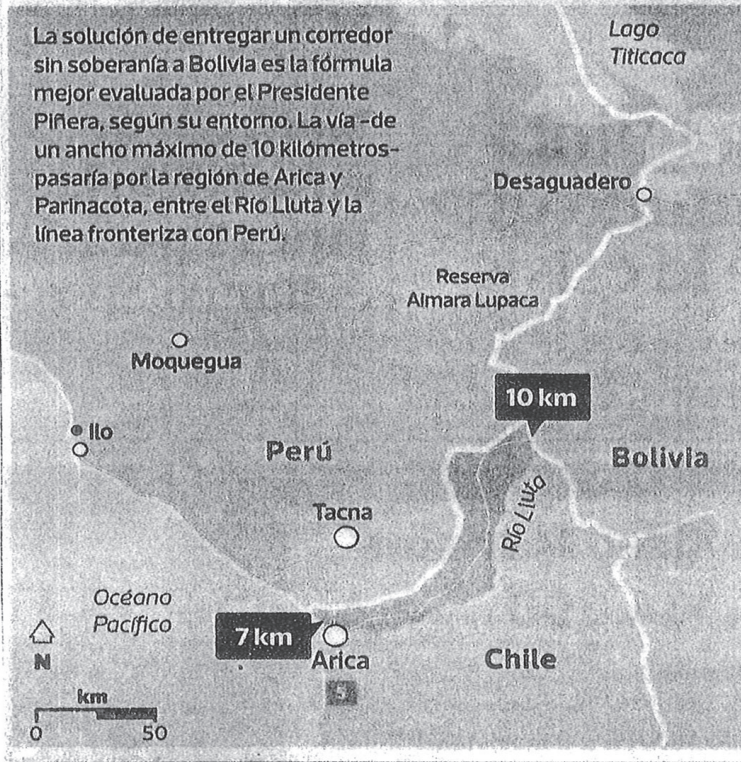 La solución de entregar un corredor
sin soberanía a Bolivia es la fórmula
mejor evaluada por el Presidente
Piñera, según su entorno. La vía -de
un ancho máximo de 10 kilómetros-
pasaría por la región de Arica y
Parinacota, entre el Río Lluta y la
línea fronteriza con Perú.
Lago
Titicaca
Desaguadero
Reserva
Aimara Lupaca
Moquegua
10 km
Ilo
Perú
Bolivia
Río Lluta
Tacna
Océano
Pacífico
7 km
Arica
Chile
5
N
km
0 50